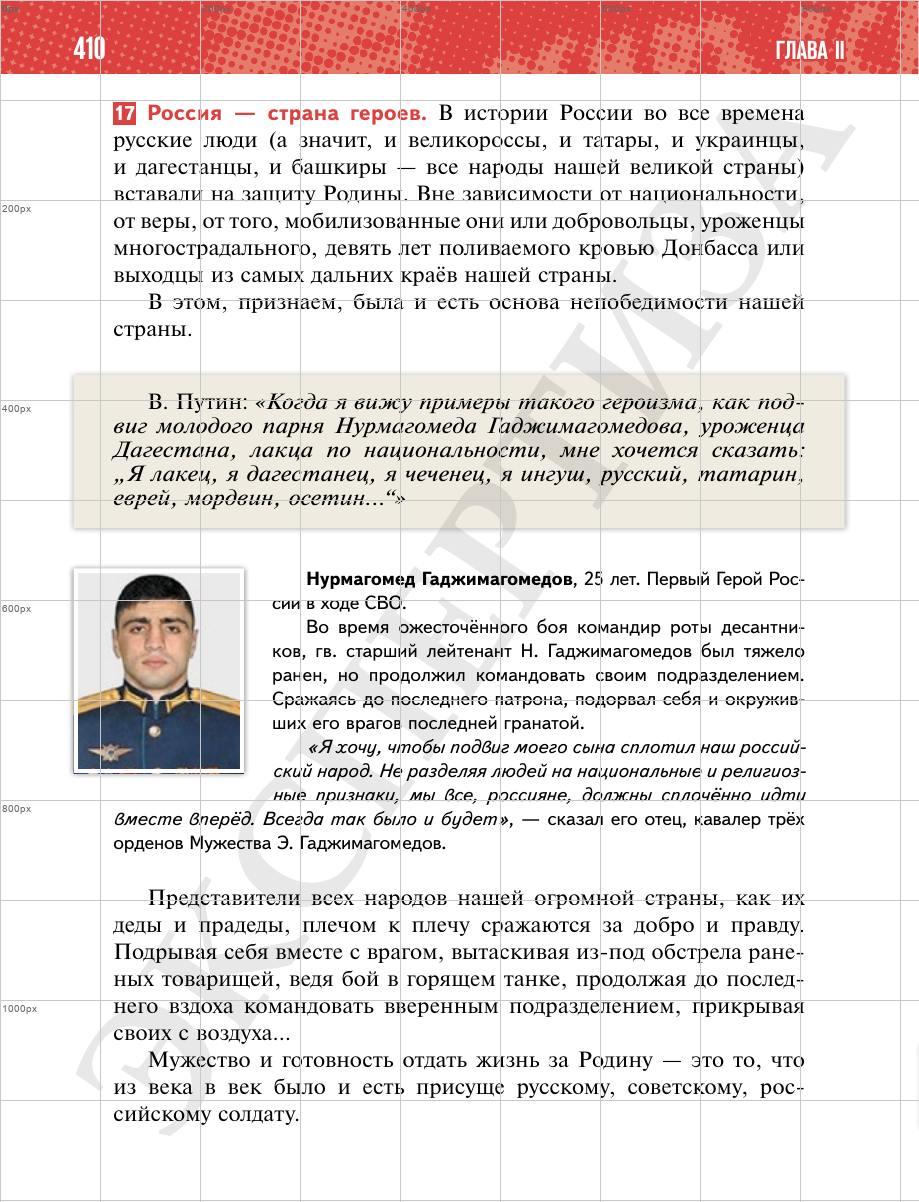 410
ГЛАВА II
17 Россия — страна героев. В истории России во все времена
русские люди (а значит, и великороссы, и татары, и украинцы,
и дагестанцы, и башкиры — все народы нашей великой страны)
вставали на защиту Родины. Вне зависимости от национальности,
от веры, от того, мобилизованные они или добровольцы, уроженцы
многострадального, девять лет поливаемого кровью Донбасса или
выходцы из самых дальних краёв нашей страны.
В этом, признаем, была и есть основа непобедимости нашей
страны.
В. Путин: «Когда я вижу примеры такого героизма, как под-
виг молодого парня Нурмагомеда Гаджимагомедова, уроженца
Дагестана, лакца по национальности, мне хочется сказать:
„Я лакец, я дагестанец, я чеченец, я ингуш, русский, татарин,
еврей, мордвин, осетин...“»
Нурмагомед Гаджимагомедов, 25 лет. Первый Герой Рос-
сии в ходе СВО.
Во время ожесточённого боя командир роты десантни-
ков, гв. старший лейтенант Н. Гаджимагомедов был тяжело
ранен, но продолжил командовать своим подразделением.
Сражаясь до последнего патрона, подорвал себя и окружив-
ших его врагов последней гранатой.
«Я хочу, чтобы подвиг моего сына сплотил наш россий-
ский народ. Не разделяя людей на национальные и религиоз-
ные признаки, мы все, россияне, должны сплочённо идти
вместе вперёд. Всегда так было и будет», — сказал его отец, кавалер трёх
орденов Мужества Э. Гаджимагомедов.
Представители всех народов нашей огромной страны, как их
деды и прадеды, плечом к плечу сражаются за добро и правду.
Подрывая себя вместе с врагом, вытаскивая из-под обстрела ране-
ных товарищей, ведя бой в горящем танке, продолжая до послед-
него вздоха командовать вверенным подразделением, прикрывая
своих с воздуха...
Мужество и готовность отдать жизнь за Родину — это то, что
из века в век было и есть присуще русскому, советскому, рос-
сийскому солдату.
ЭКСПЕРТИЗА
200px
400px
600px
800px
1000px